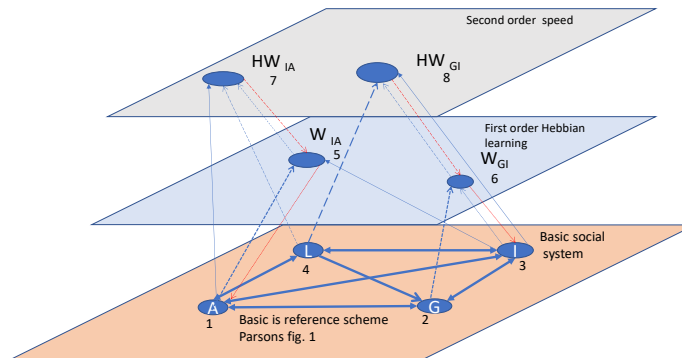 Second order speed
HW IA
7
HW GI
8
First order Hebbian
learning
W IA
5
W GI
6
Basic social
system
L
4
I
3
A
1
G
2
Basic is reference scheme
Parsons fig. 1